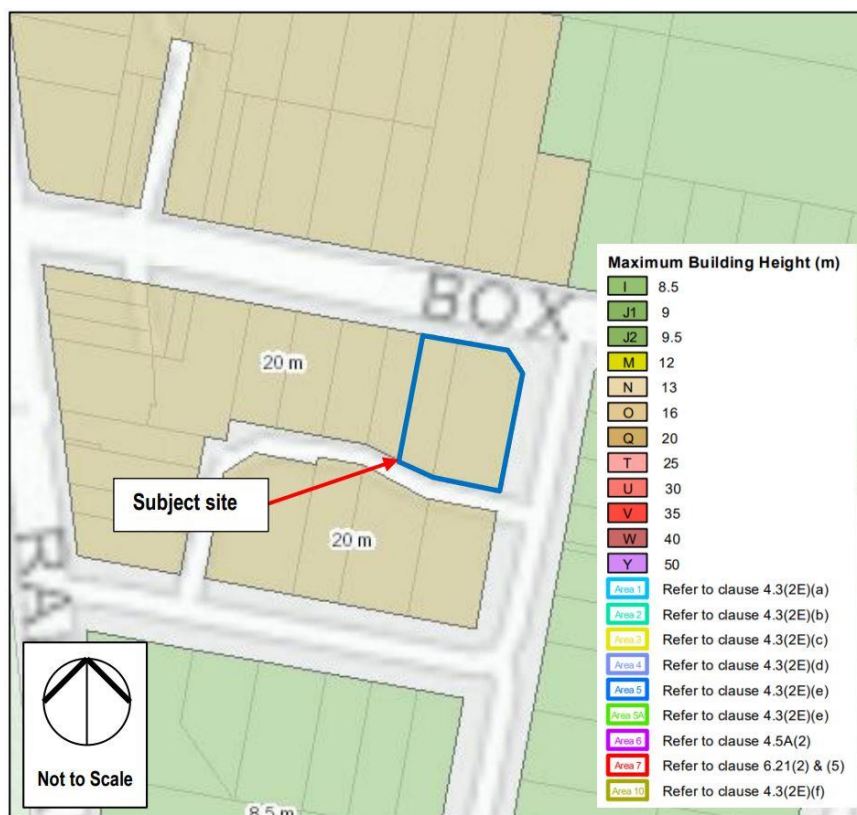 BOX
20 m
Subject site
20 m
RA
8.5 m
Not to Scale
Maximum Building Height (m)
I 8.5
J1 9
J2 9.5
M 12
N 13
O 16
Q 20
T 25
U 30
V 35
W 40
Y 50
Area 1 Refer to clause 4.3(2E)(a)
Area 2 Refer to clause 4.3(2E)(b)
Area 3 Refer to clause 4.3(2E)(c)
Area 4 Refer to clause 4.3(2E)(d)
Area 5 Refer to clause 4.3(2E)(e)
Area 5A Refer to clause 4.3(2E)(e)
Area 6 Refer to clause 4.5A(2)
Area 7 Refer to clause 6.21(2) & (5)
Area 10 Refer to clause 4.3(2E)(f)